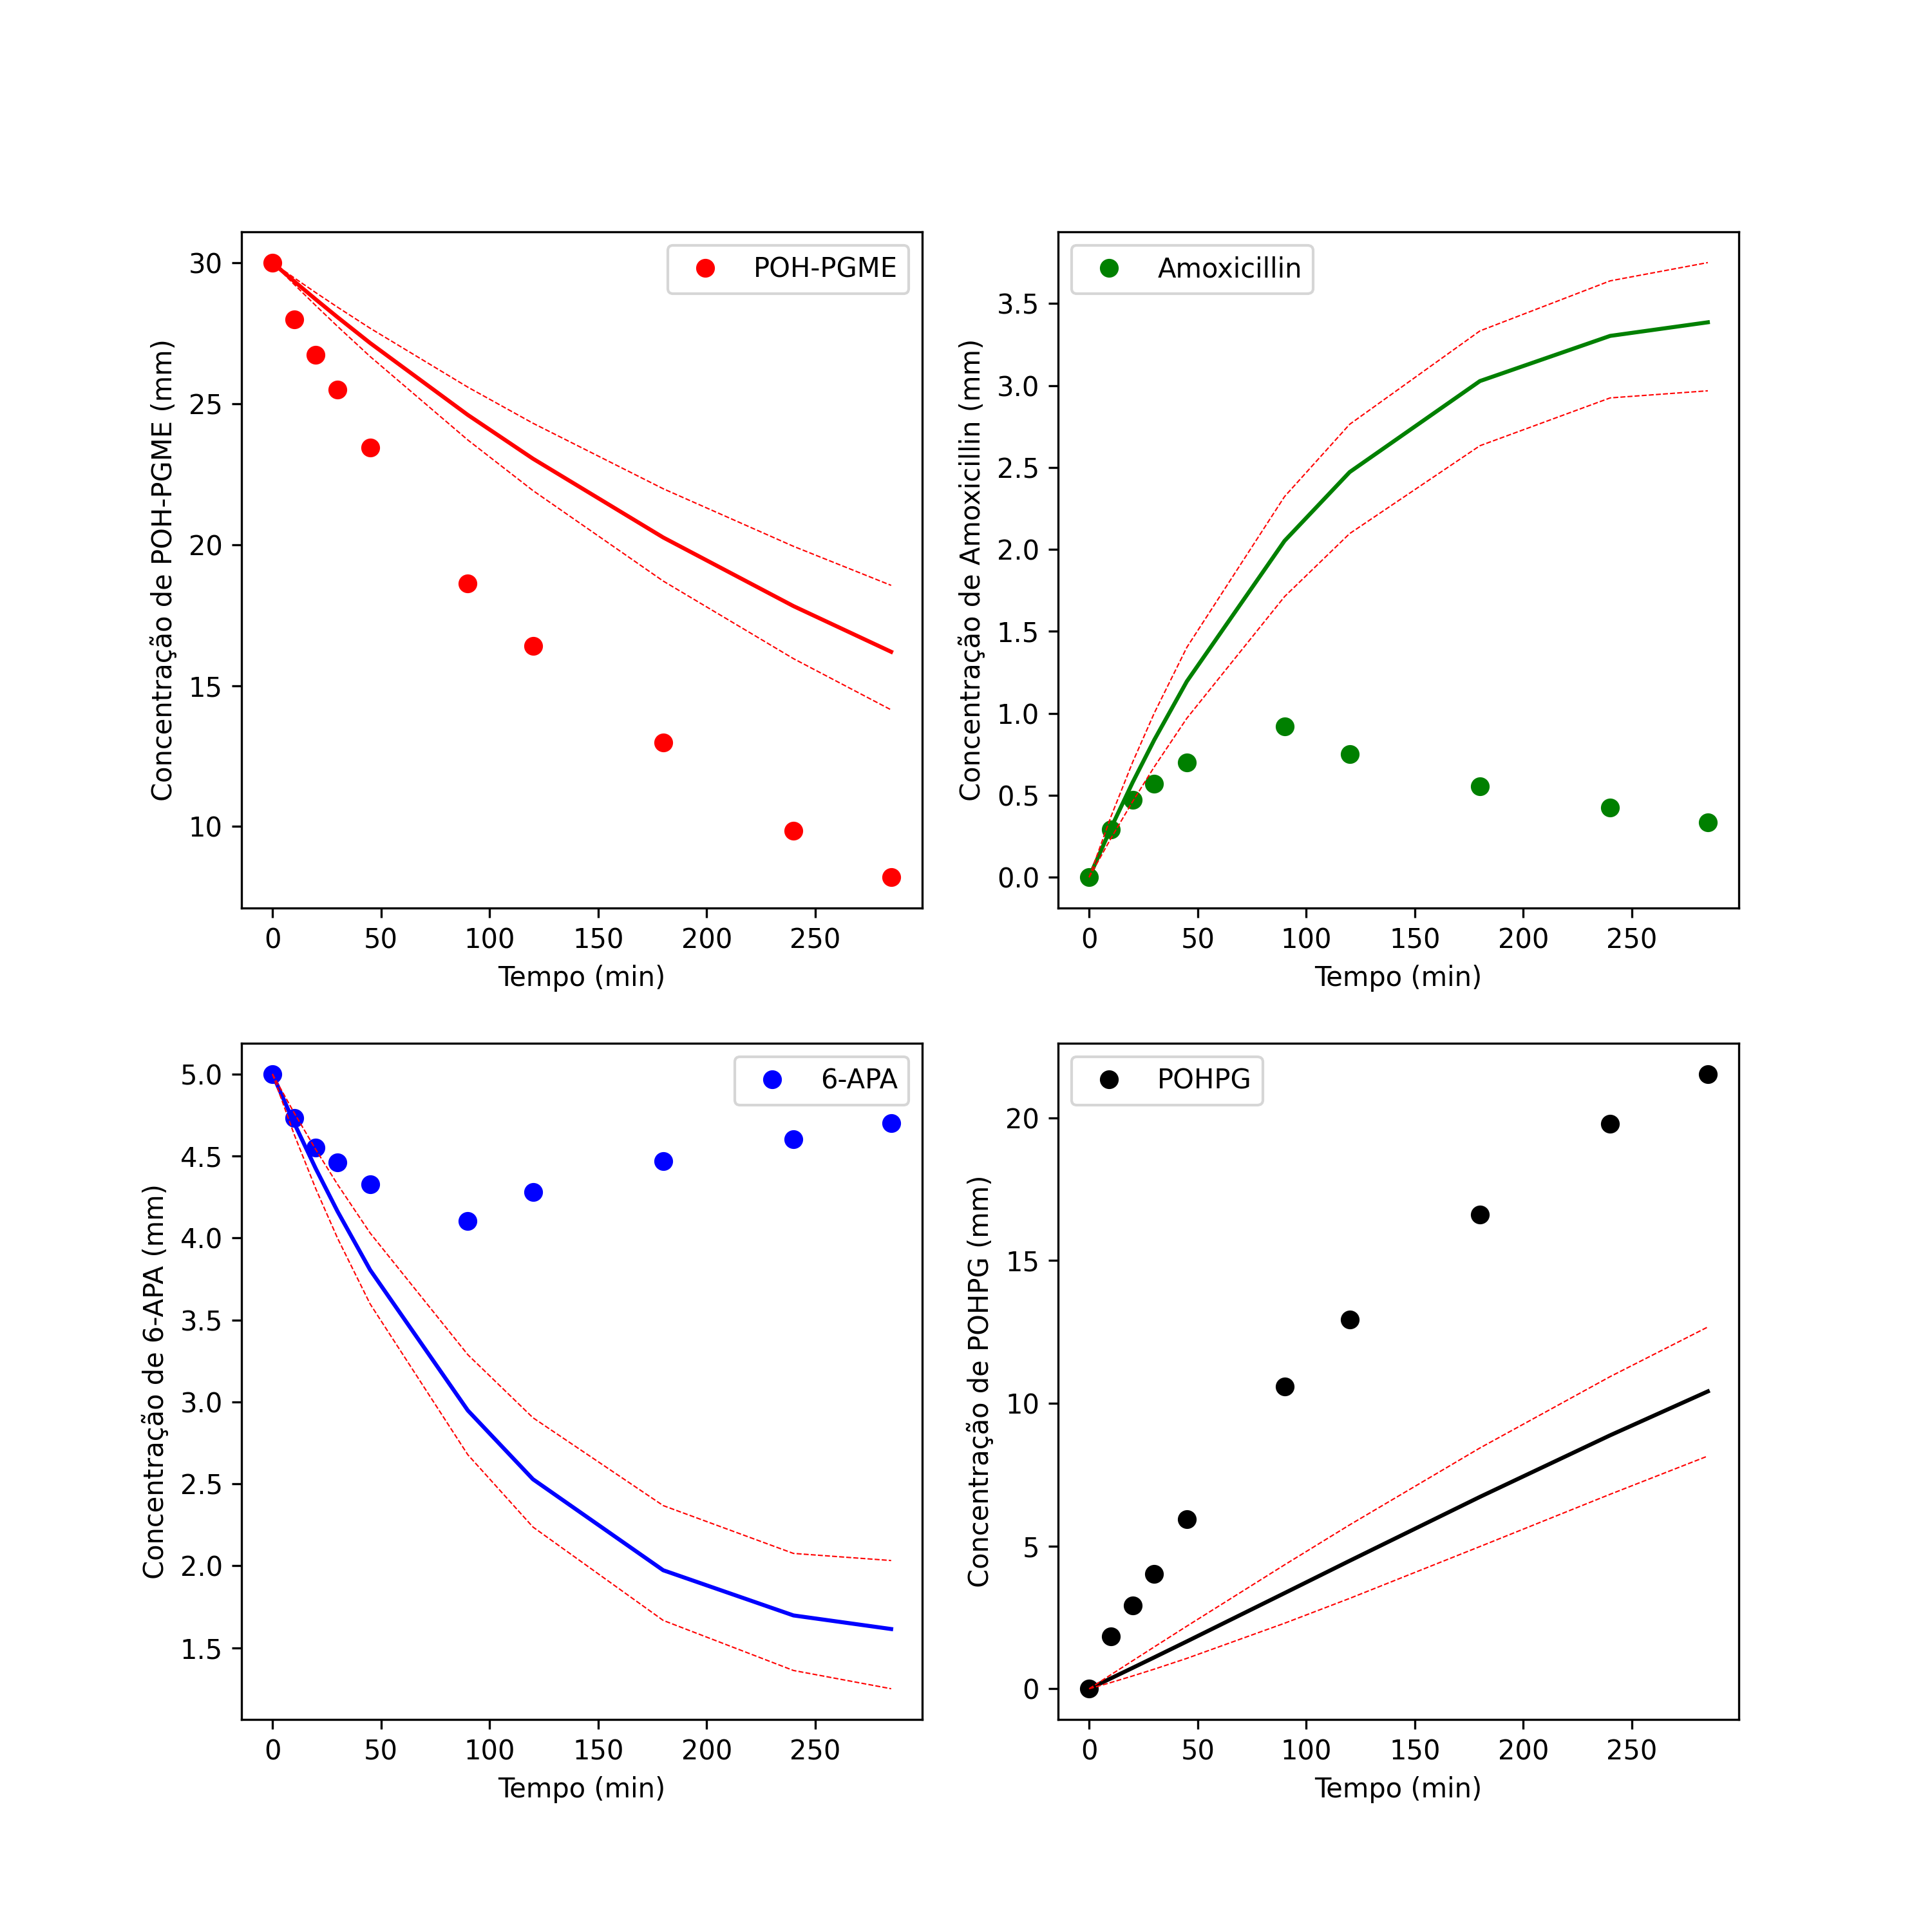 POH-PGME
Concentração de POH-PGME (mm)
30
25
20
15
10
0 50 100 150 200 250
Tempo (min)
Amoxicillin
Concentração de Amoxicillin (mm)
3.5
3.0
2.5
2.0
1.5
1.0
0.5
0.0
0 50 100 150 200 250
Tempo (min)
6-APA
Concentração de 6-APA (mm)
5.0
4.5
4.0
3.5
3.0
2.5
2.0
1.5
0 50 100 150 200 250
Tempo (min)
POHPG
Concentração de POHPG (mm)
20
15
10
5
0
0 50 100 150 200 250
Tempo (min)